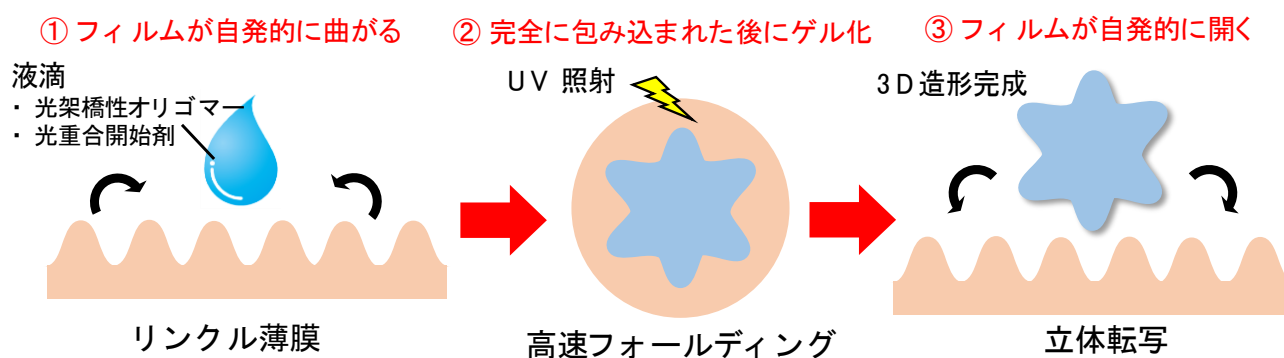 ① フィルムが自発的に曲がる
② 完全に包み込まれた後にゲル化
③ フィルムが自発的に開く
液滴
・ 光架橋性オリゴマー
・ 光重合開始剤
UV 照射
3D造形完成
リンクル薄膜
高速フォールディング
立体転写